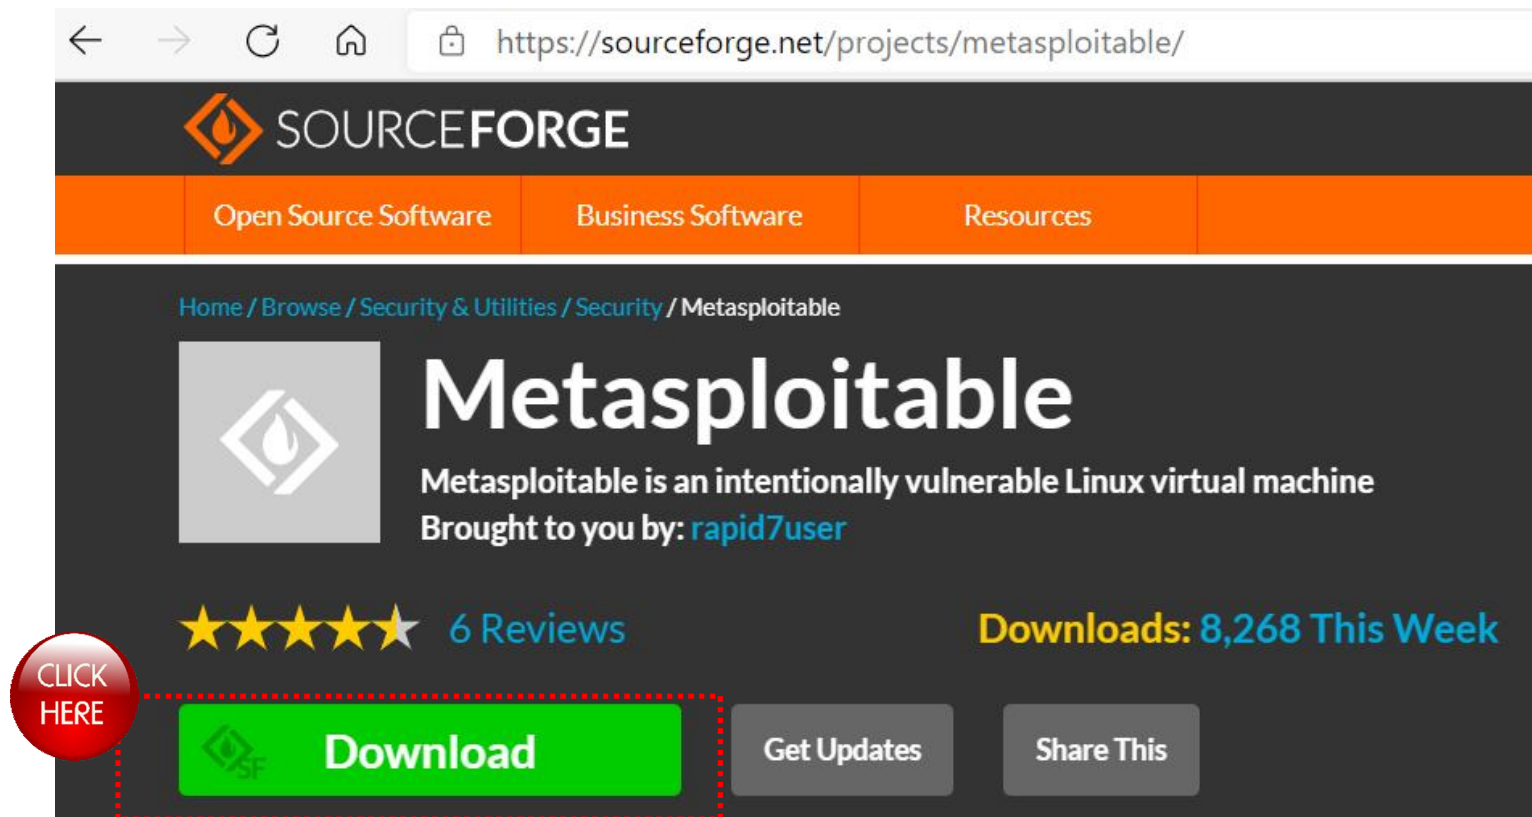 https://sourceforge.net/projects/metasploitable/
SOURCEFORGE
Open Source Software Business Software Resources
Home / Browse / Security & Utilities / Security / Metasploitable
Metasploitable
Metasploitable is an intentionally vulnerable Linux virtual machine
Brought to you by: rapid7user
6 Reviews Downloads: 8,268 This Week
CLICK
HERE
SF Download Get Updates Share This